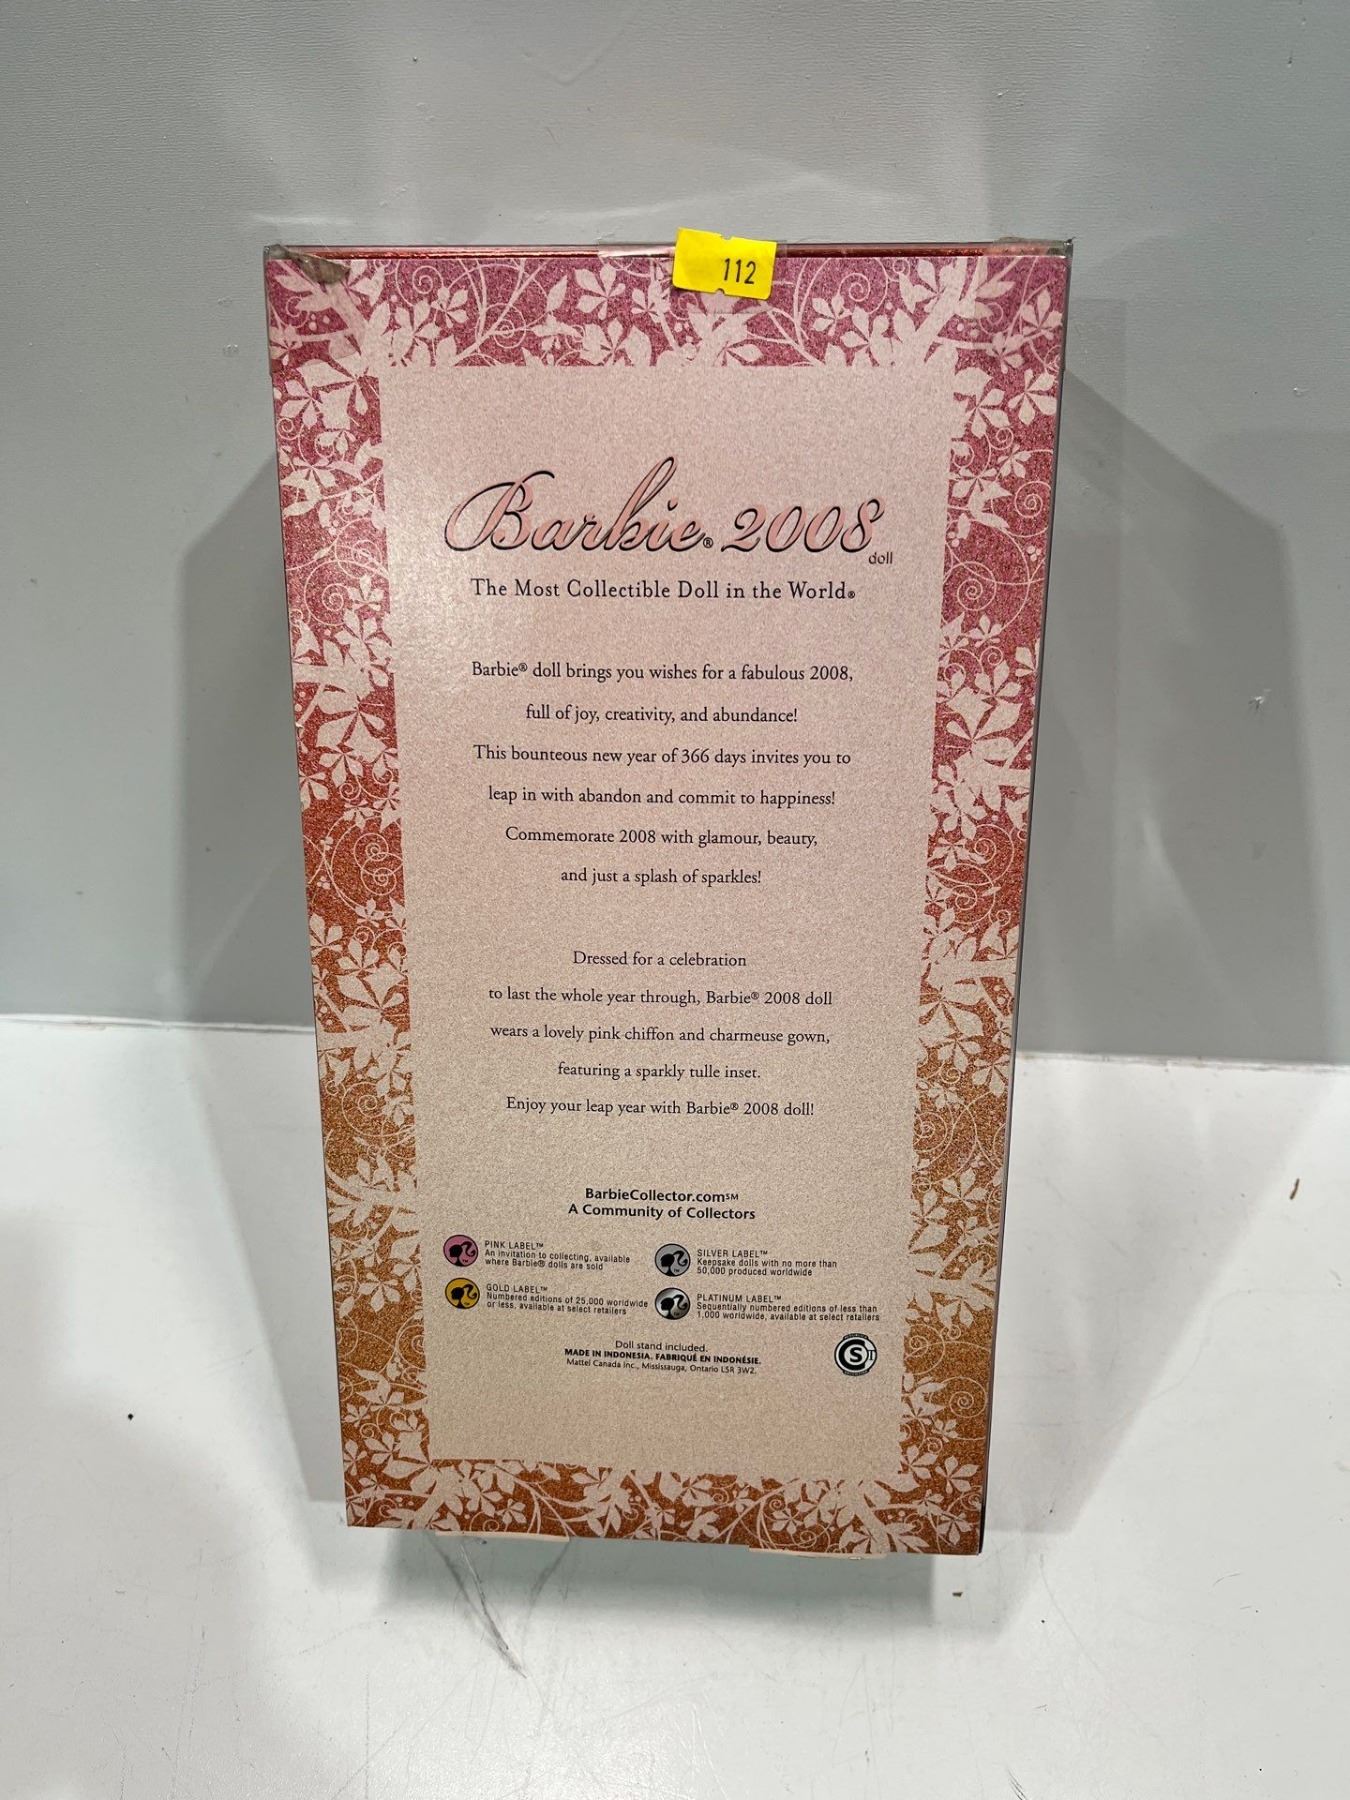 112
Barbie® 2008
doll
The Most Collectible Doll in the World®
Barbie® doll brings you wishes for a fabulous 2008,
full of joy, creativity, and abundance!
This bounteous new year of 366 days invites you to
leap in with abandon and commit to happiness!
Commemorate 2008 with glamour, beauty,
and just a splash of sparkles!
Dressed for a celebration
to last the whole year through, Barbie® 2008 doll
wears a lovely pink chiffon and charmeuse gown,
featuring a sparkly tulle inset.
Enjoy your leap year with Barbie® 2008 doll!
BarbieCollector.com℠
A Community of Collectors
PINK LABEL™
An invitation to collecting, available
where Barbie® dolls are sold
SILVER LABEL™
Keepsake dolls with no more than
50,000 produced worldwide
GOLD LABEL™
Numbered editions of 25,000 worldwide
or less, available at select retailers
PLATINUM LABEL™
Sequentially numbered editions of less than
1,000 worldwide, available at select retailers
Doll stand included.
MADE IN INDONESIA. FABRIQUÉ EN INDONÉSIE.
Mattel Canada Inc., Mississauga, Ontario L5R 3W2.
S II